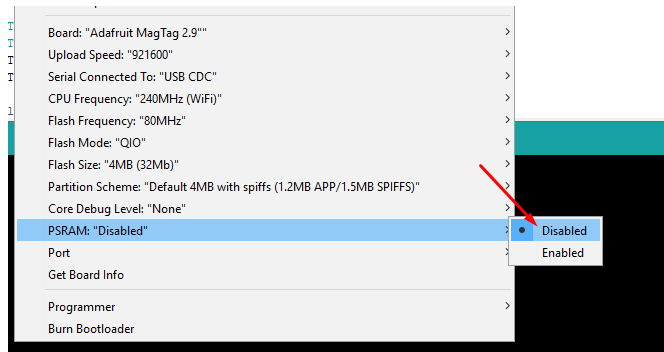 T
T
T
T
l
Board: "Adafruit MagTag 2.9""
Upload Speed: "921600"
Serial Connected To: "USB CDC"
CPU Frequency: "240MHz (WiFi)"
Flash Frequency: "80MHz"
Flash Mode: "QIO"
Flash Size: "4MB (32Mb)"
Partition Scheme: "Default 4MB with spiffs (1.2MB APP/1.5MB SPIFFS)"
Core Debug Level: "None"
PSRAM: "Disabled"
Disabled
Enabled
Port
Get Board Info
Programmer
Burn Bootloader